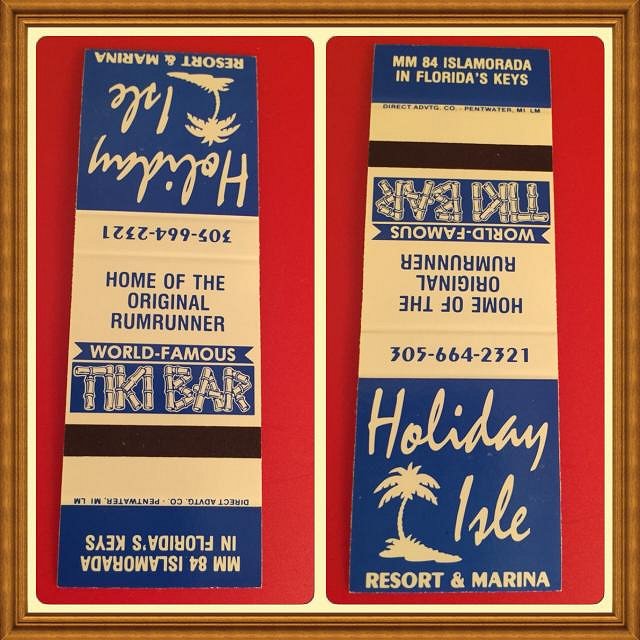 RESORT & MARINA
Isle
Holiday
305-664-2321
HOME OF THE
ORIGINAL
RUMRUNNER
WORLD-FAMOUS
TIKI BAR
DIRECT ADVTG. CO. - PENTWATER, MI LM
IN FLORIDA'S KEYS
MM 84 ISLAMORADA
MM 84 ISLAMORADA
IN FLORIDA'S KEYS
DIRECT ADVTG. CO. - PENTWATER, MI LM
TIKI BAR
WORLD-FAMOUS
RUMRUNNER
ORIGINAL
HOME OF THE
305-664-2321
Holiday
Isle
RESORT & MARINA